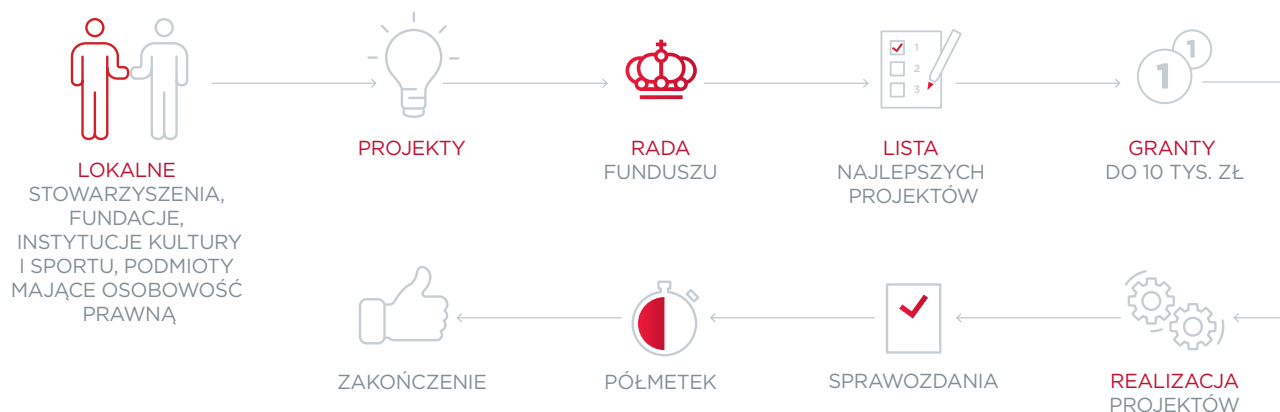 1
2
3
1
1
LOKALNE
STOWARZYSZENIA,
FUNDACJE,
INSTYTUCJE KULTURY
I SPORTU, PODMIOTY
MAJĄCE OSOBOWOŚĆ
PRAWNĄ
PROJEKTY
RADA
FUNDUSZU
LISTA
NAJLEPSZYCH
PROJEKTÓW
GRANTY
DO 10 TYS. ZŁ
REALIZACJA
PROJEKTÓW
SPRAWOZDANIA
PÓŁMETEK
ZAKOŃCZENIE